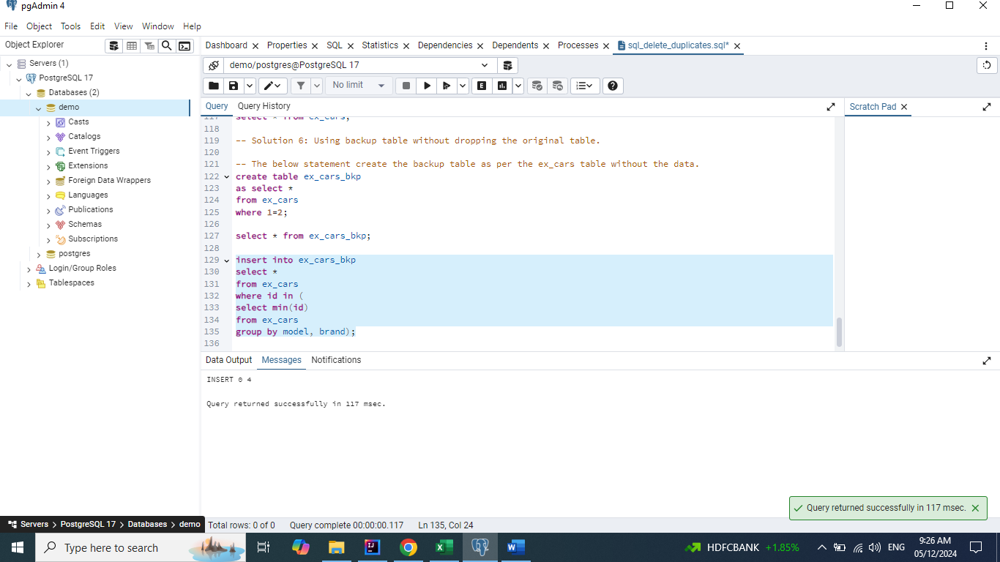 pgAdmin 4
File Object Tools Edit View Window Help
Object Explorer
Servers (1)
PostgreSQL 17
Databases (2)
demo
Casts
Catalogs
Event Triggers
Extensions
Foreign Data Wrappers
Languages
Publications
Schemas
Subscriptions
postgres
Login/Group Roles
Tablespaces
Dashboard Properties SQL Statistics Dependencies Dependents Processes sql_delete_duplicates.sql*
demo/postgres@PostgreSQL 17
No limit
Query Query History
Scratch Pad
117 select * from ex_cars;
118
119 -- Solution 6: Using backup table without dropping the original table.
120
121 -- The below statement create the backup table as per the ex_cars table without the data.
122 create table ex_cars_bkp
123 as select *
124 from ex_cars
125 where 1=2;
126
127 select * from ex_cars_bkp;
128
129 insert into ex_cars_bkp
130 select *
131 from ex_cars
132 where id in (
133 select min(id)
134 from ex_cars
135 group by model, brand);
136
Data Output Messages Notifications
INSERT 0 4
Query returned successfully in 117 msec.
Query returned successfully in 117 msec.
Servers > PostgreSQL 17 > Databases > demo
Total rows: 0 of 0 Query complete 00:00:00.117 Ln 135, Col 24
Type here to search
HDFCBANK +1.85%
ENG
9:26 AM
05/12/2024